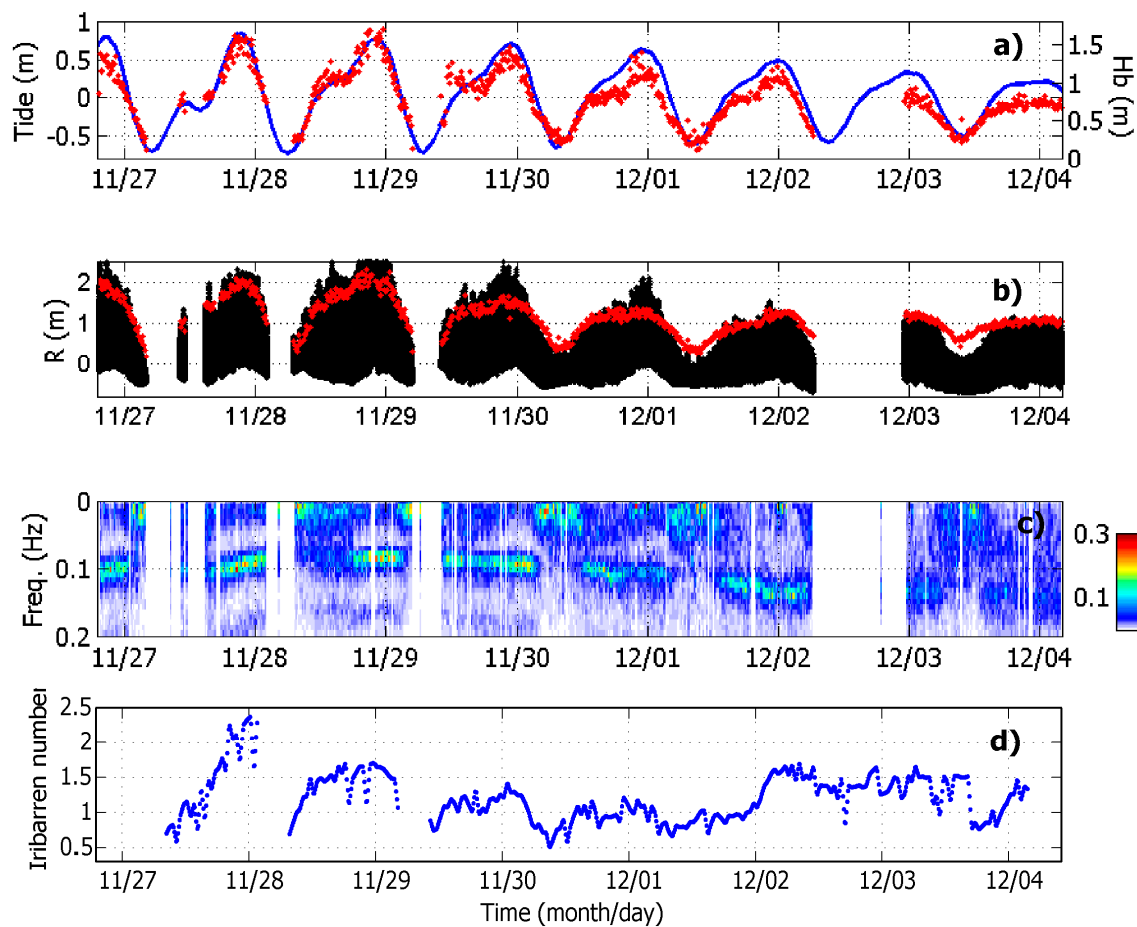 1
0.5
0
-0.5
Tide (m)
a)
1.5
1
0.5
0
Hb (m)
11/27 11/28 11/29 11/30 12/01 12/02 12/03 12/04
2
1
0
R (m)
b)
11/27 11/28 11/29 11/30 12/01 12/02 12/03 12/04
0
0.1
0.2
Freq. (Hz)
c)
0.3
0.1
11/27 11/28 11/29 11/30 12/01 12/02 12/03 12/04
2.5
2
1.5
1
0.5
Iribarren number
d)
11/27 11/28 11/29 11/30 12/01 12/02 12/03 12/04
Time (month/day)